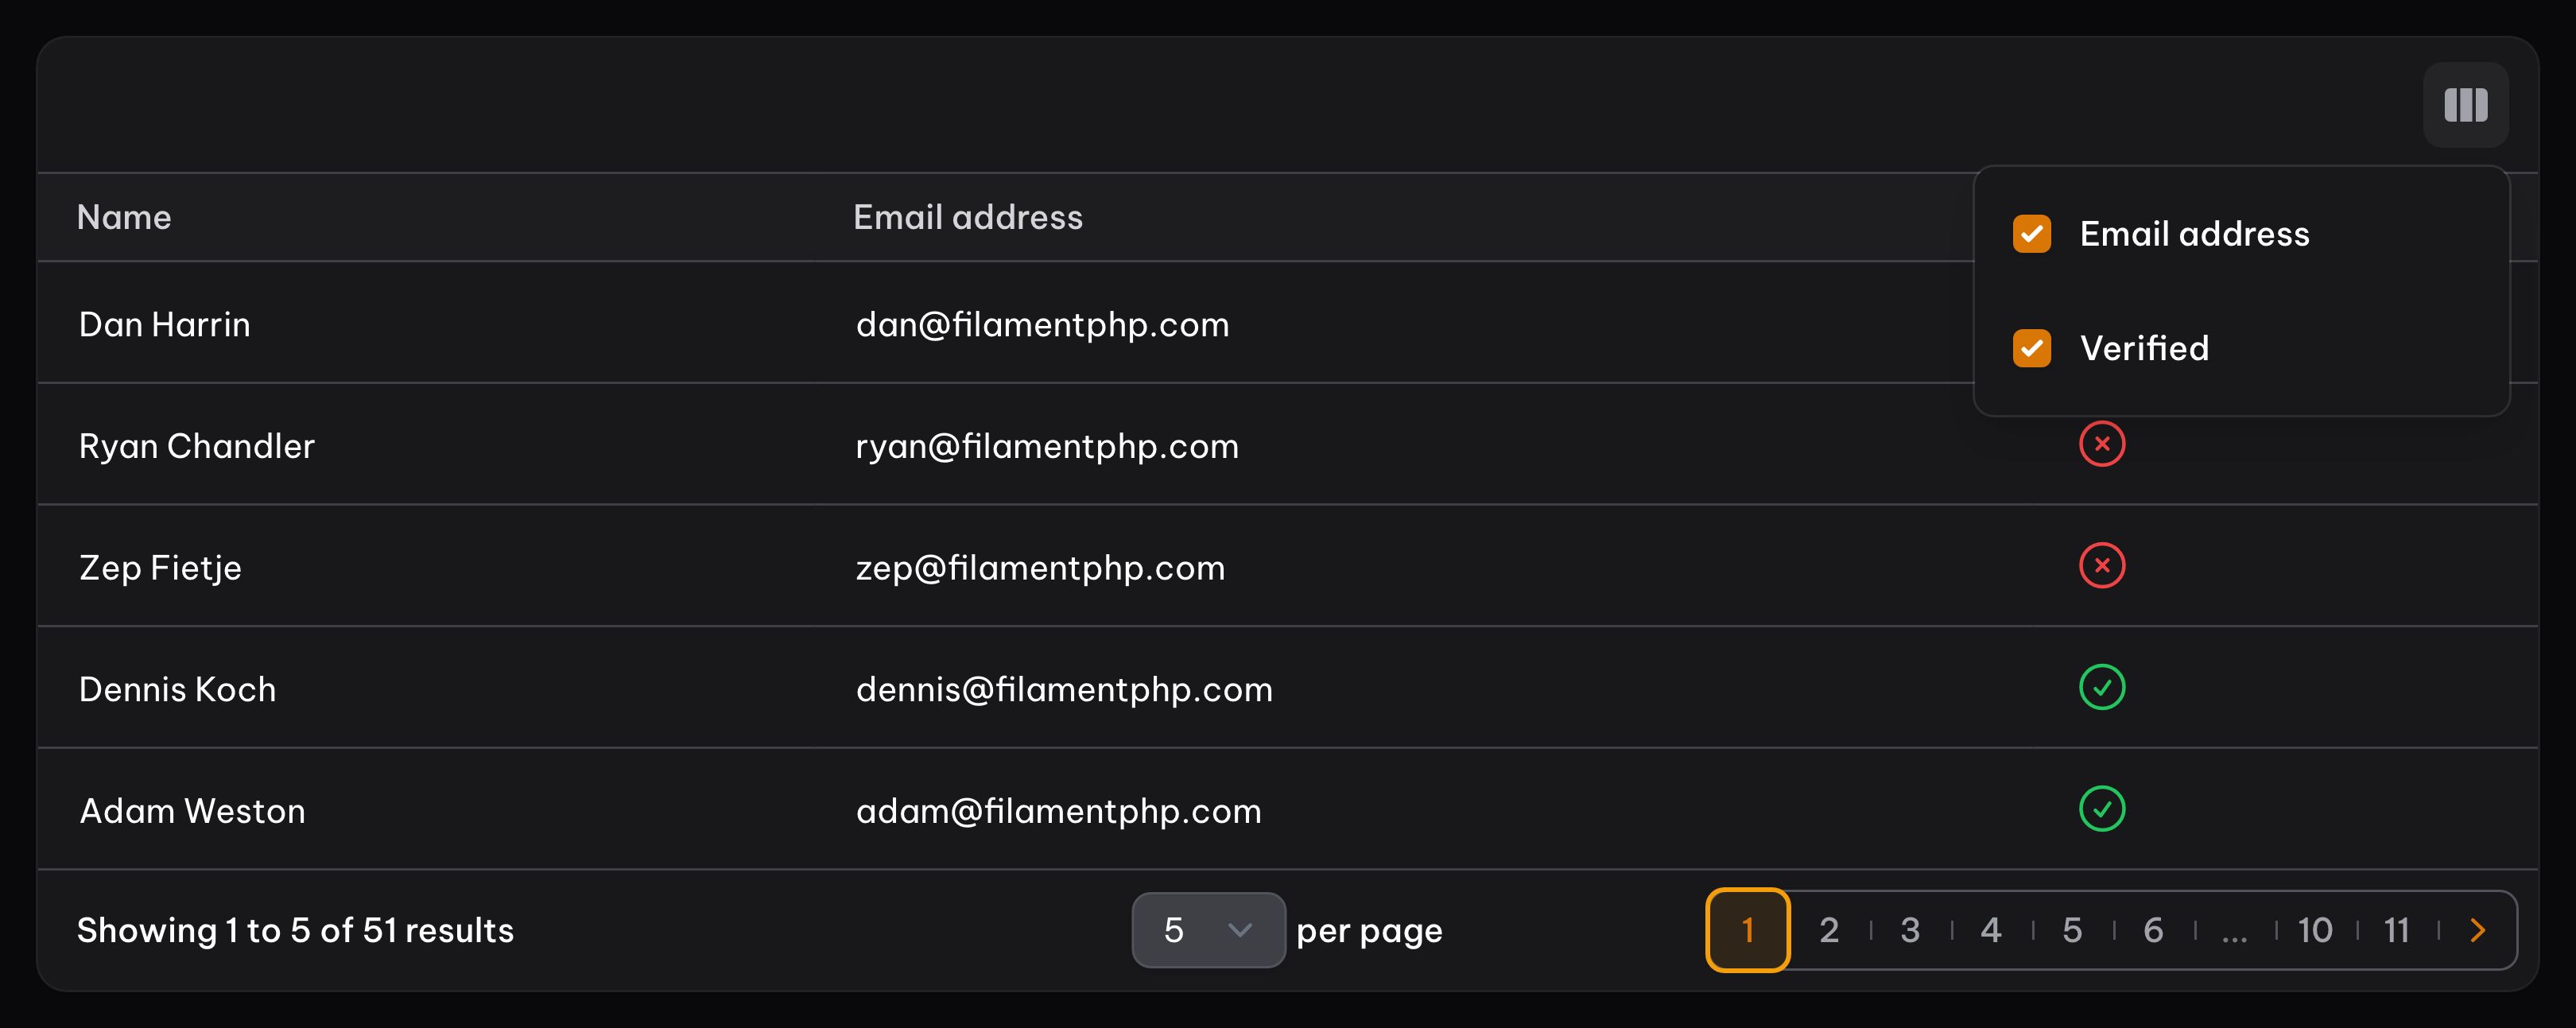 Name Email address
Email address
Dan Harrin dan@filamentphp.com
Verified
Ryan Chandler ryan@filamentphp.com
Zep Fietje zep@filamentphp.com
Dennis Koch dennis@filamentphp.com
Adam Weston adam@filamentphp.com
Showing 1 to 5 of 51 results 5 per page 1 2 3 4 5 6 ... 10 11